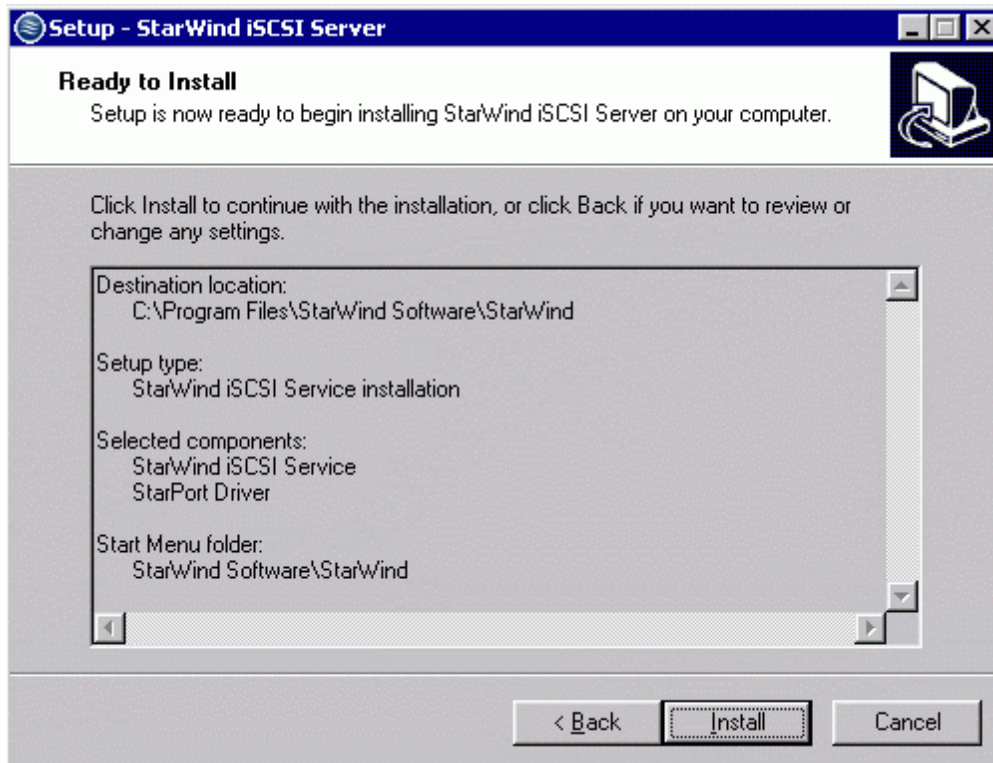 Setup - StarWind iSCSI Server
Ready to Install
Setup is now ready to begin installing StarWind iSCSI Server on your computer.
Click Install to continue with the installation, or click Back if you want to review or
change any settings.
Destination location:
C:\Program Files\StarWind Software\StarWind
Setup type:
StarWind iSCSI Service installation
Selected components:
StarWind iSCSI Service
StarPort Driver
Start Menu folder:
StarWind Software\StarWind
< Back Install Cancel